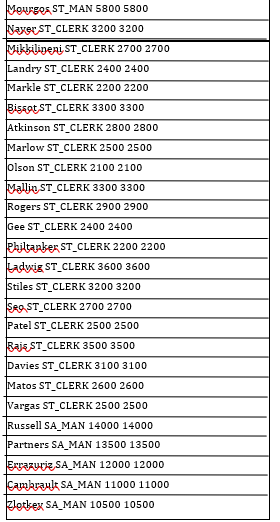 Mourgos ST_MAN 5800 5800
Nayer ST_CLERK 3200 3200
Mikkilineni ST_CLERK 2700 2700
Landry ST_CLERK 2400 2400
Markle ST_CLERK 2200 2200
Bissot ST_CLERK 3300 3300
Atkinson ST_CLERK 2800 2800
Marlow ST_CLERK 2500 2500
Olson ST_CLERK 2100 2100
Mallin ST_CLERK 3300 3300
Rogers ST_CLERK 2900 2900
Gee ST_CLERK 2400 2400
Philtanker ST_CLERK 2200 2200
Ladwig ST_CLERK 3600 3600
Stiles ST_CLERK 3200 3200
Seo ST_CLERK 2700 2700
Patel ST_CLERK 2500 2500
Rajs ST_CLERK 3500 3500
Davies ST_CLERK 3100 3100
Matos ST_CLERK 2600 2600
Vargas ST_CLERK 2500 2500
Russell SA_MAN 14000 14000
Partners SA_MAN 13500 13500
Errazuriz SA_MAN 12000 12000
Cambrault SA_MAN 11000 11000
Zlotkey SA_MAN 10500 10500